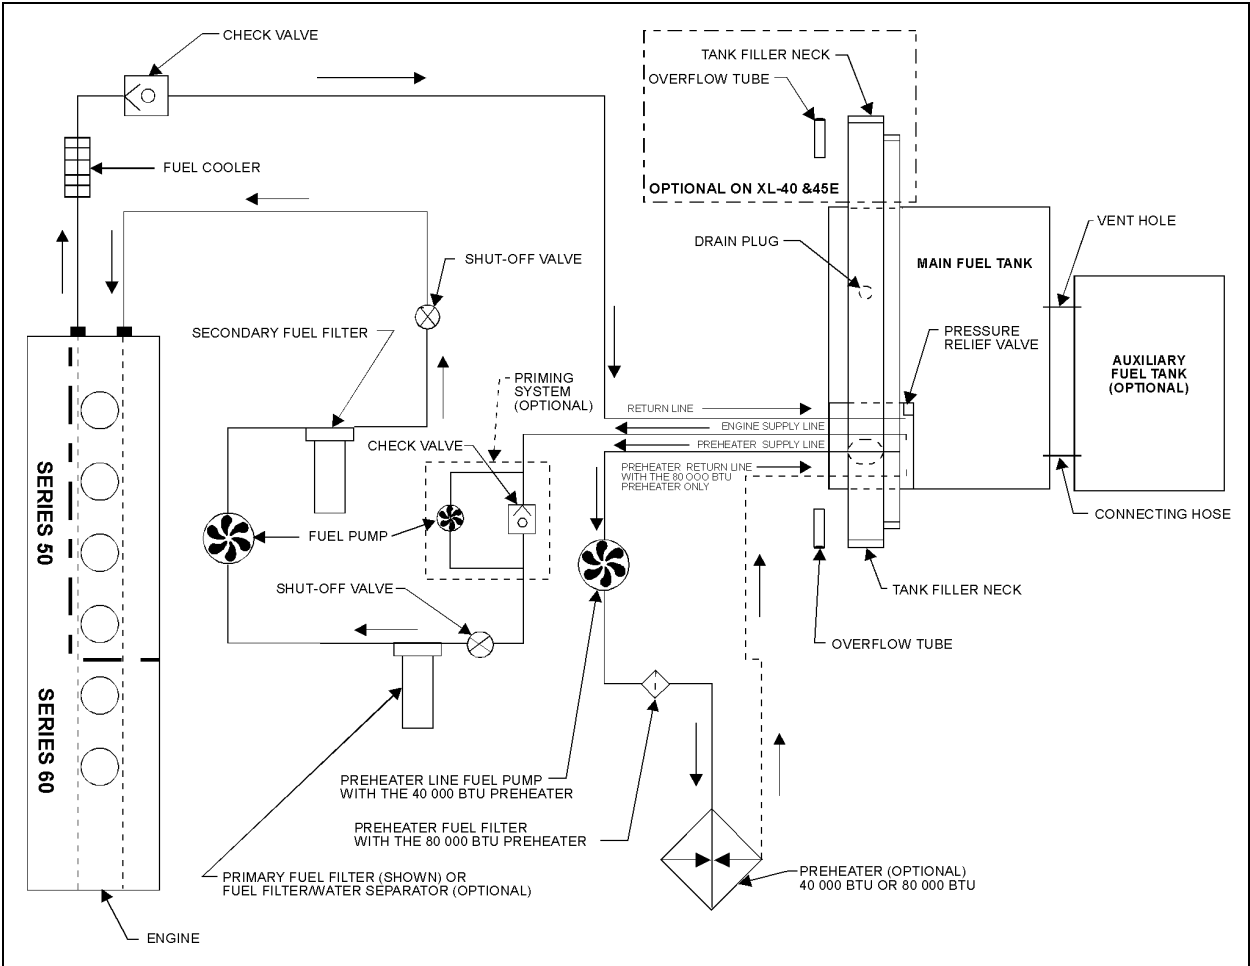 CHECK VALVE
TANK FILLER NECK
OVERFLOW TUBE
FUEL COOLER
OPTIONAL ON XL-40 &45E
VENT HOLE
DRAIN PLUG
SHUT-OFF VALVE
MAIN FUEL TANK
SECONDARY FUEL FILTER
PRESSURE
RELIEF VALVE
AUXILIARY
FUEL TANK
(OPTIONAL)
PRIMING
SYSTEM
(OPTIONAL)
RETURN LINE
ENGINE SUPPLY LINE
CHECK VALVE
PREHEATER SUPPLY LINE
PREHEATER RETURN LINE
WITH THE 80 OOO BTU
PREHEATER ONLY
SERIES 50
CONNECTING HOSE
FUEL PUMP
SHUT-OFF VALVE
TANK FILLER NECK
OVERFLOW TUBE
SERIES 60
PREHEATER LINE FUEL PUMP
WITH THE 40 000 BTU PREHEATER
PREHEATER FUEL FILTER
WITH THE 80 000 BTU PREHEATER
PRIMARY FUEL FILTER (SHOWN) OR
FUEL FILTER/WATER SEPARATOR (OPTIONAL)
PREHEATER (OPTIONAL)
40 000 BTU OR 80 000 BTU
ENGINE